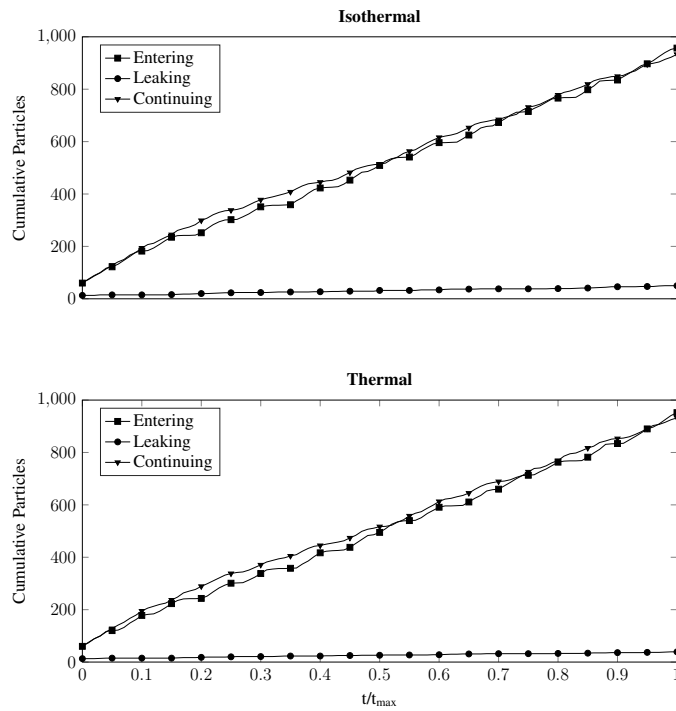 Isothermal
1,000
800
600
400
200
0
Cumulative Particles
Entering
Leaking
Continuing
Thermal
1,000
800
600
400
200
0
Cumulative Particles
Entering
Leaking
Continuing
0 0.1 0.2 0.3 0.4 0.5 0.6 0.7 0.8 0.9 1
t/tmax